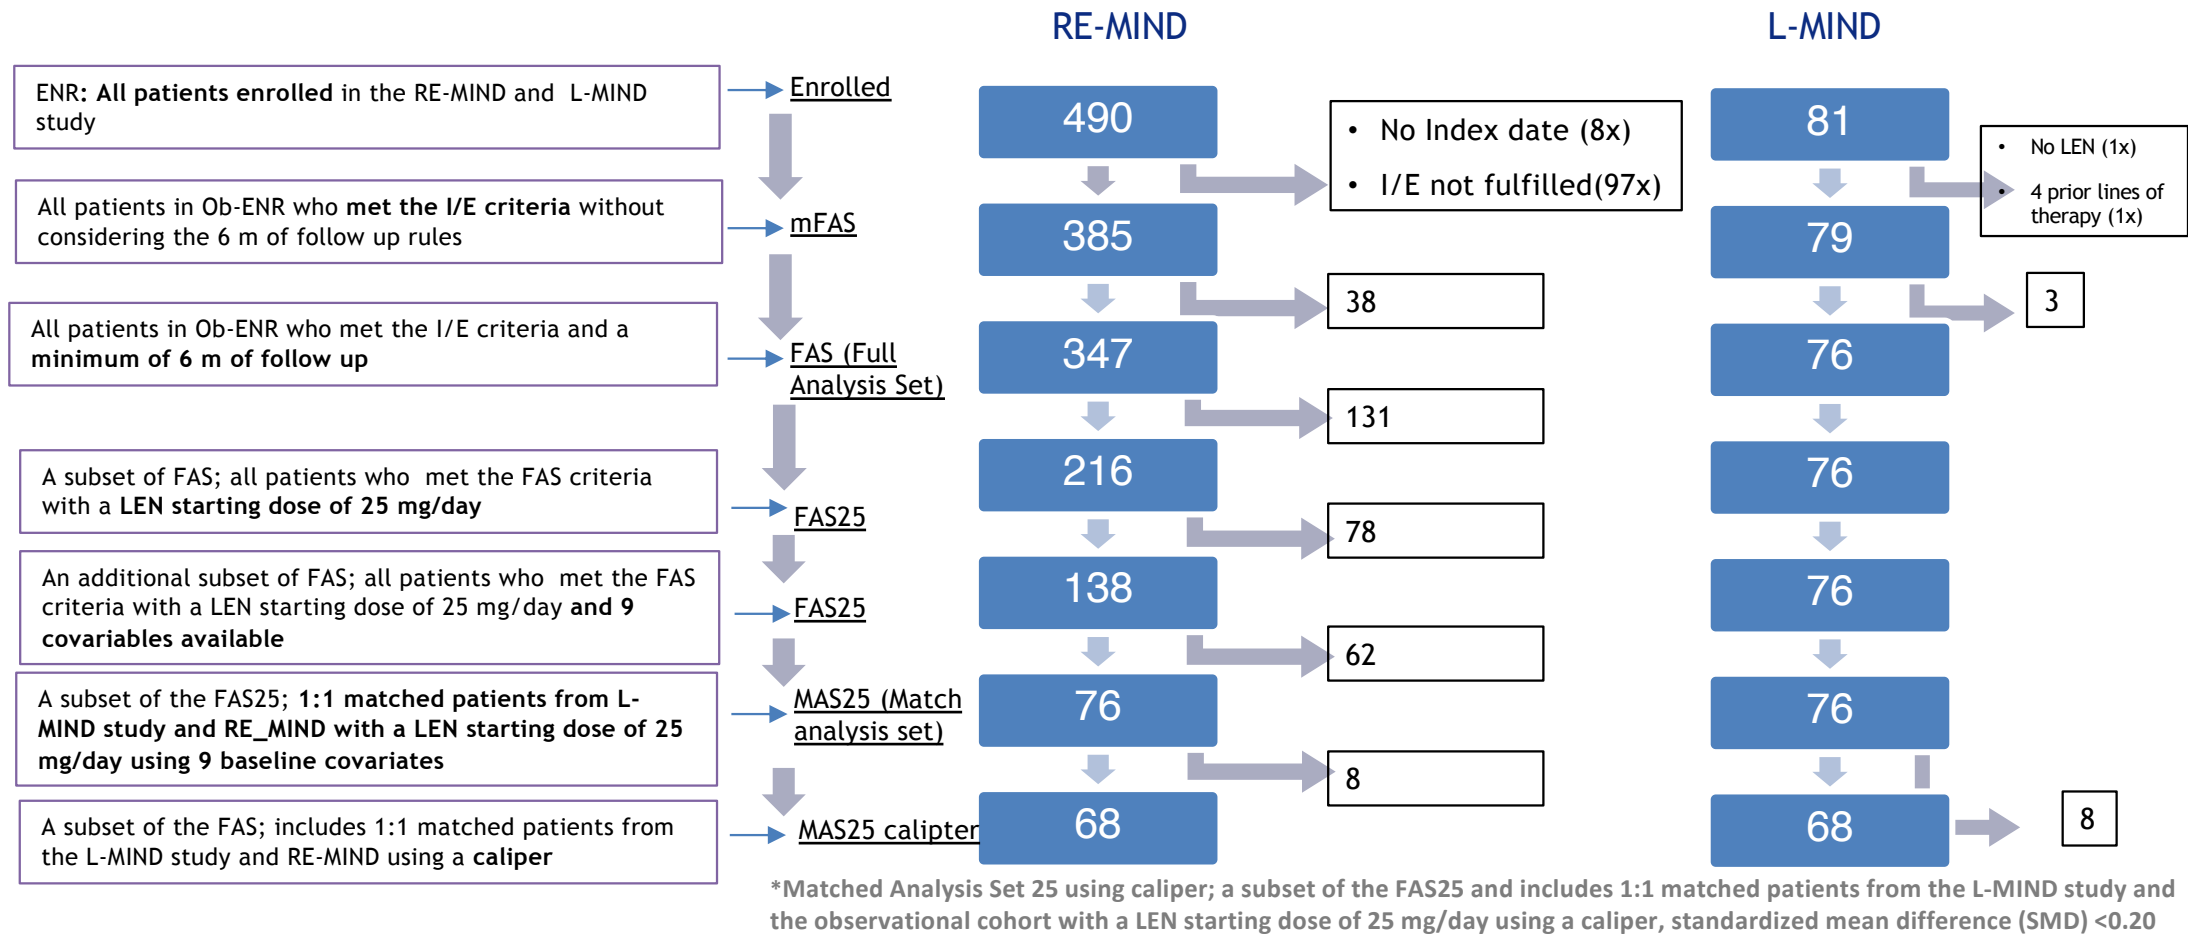 RE-MIND
L-MIND
ENR: All patients enrolled in the RE-MIND and L-MIND
study
Enrolled
490
• No Index date (8x)
• I/E not fulfilled(97x)
81
• No LEN (1x)
• 4 prior lines of
therapy (1x)
All patients in Ob-ENR who met the I/E criteria without
considering the 6 m of follow up rules
mFAS
385
79
38
3
All patients in Ob-ENR who met the I/E criteria and a
minimum of 6 m of follow up
FAS (Full
Analysis Set)
347
76
131
A subset of FAS; all patients who met the FAS criteria
with a LEN starting dose of 25 mg/day
FAS25
216
76
78
An additional subset of FAS; all patients who met the FAS
criteria with a LEN starting dose of 25 mg/day and 9
covariables available
FAS25
138
76
62
A subset of the FAS25; 1:1 matched patients from L-
MIND study and RE_MIND with a LEN starting dose of 25
mg/day using 9 baseline covariates
MAS25 (Match
analysis set)
76
76
8
A subset of the FAS; includes 1:1 matched patients from
the L-MIND study and RE-MIND using a caliper
MAS25 calipter
68
68
8
*Matched Analysis Set 25 using caliper; a subset of the FAS25 and includes 1:1 matched patients from the L-MIND study and
the observational cohort with a LEN starting dose of 25 mg/day using a caliper, standardized mean difference (SMD) <0.20